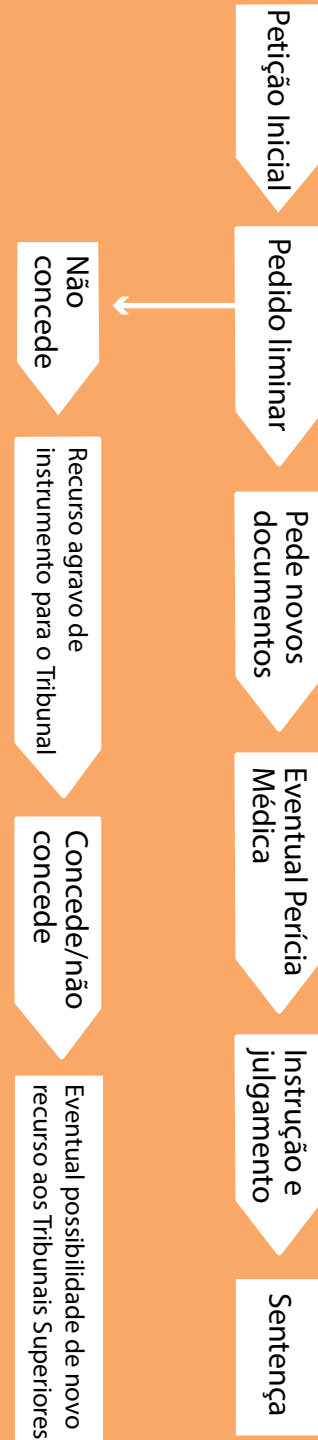 Petição Inicial
Pedido liminar
Pede novos
documentos
Eventual Perícia
Médica
Instrução e
julgamento
Sentença
Não
concede
Recurso agravo de
instrumento para o Tribunal
Concede/não
concede
Eventual possibilidade de novo
recurso aos Tribunais Superiores